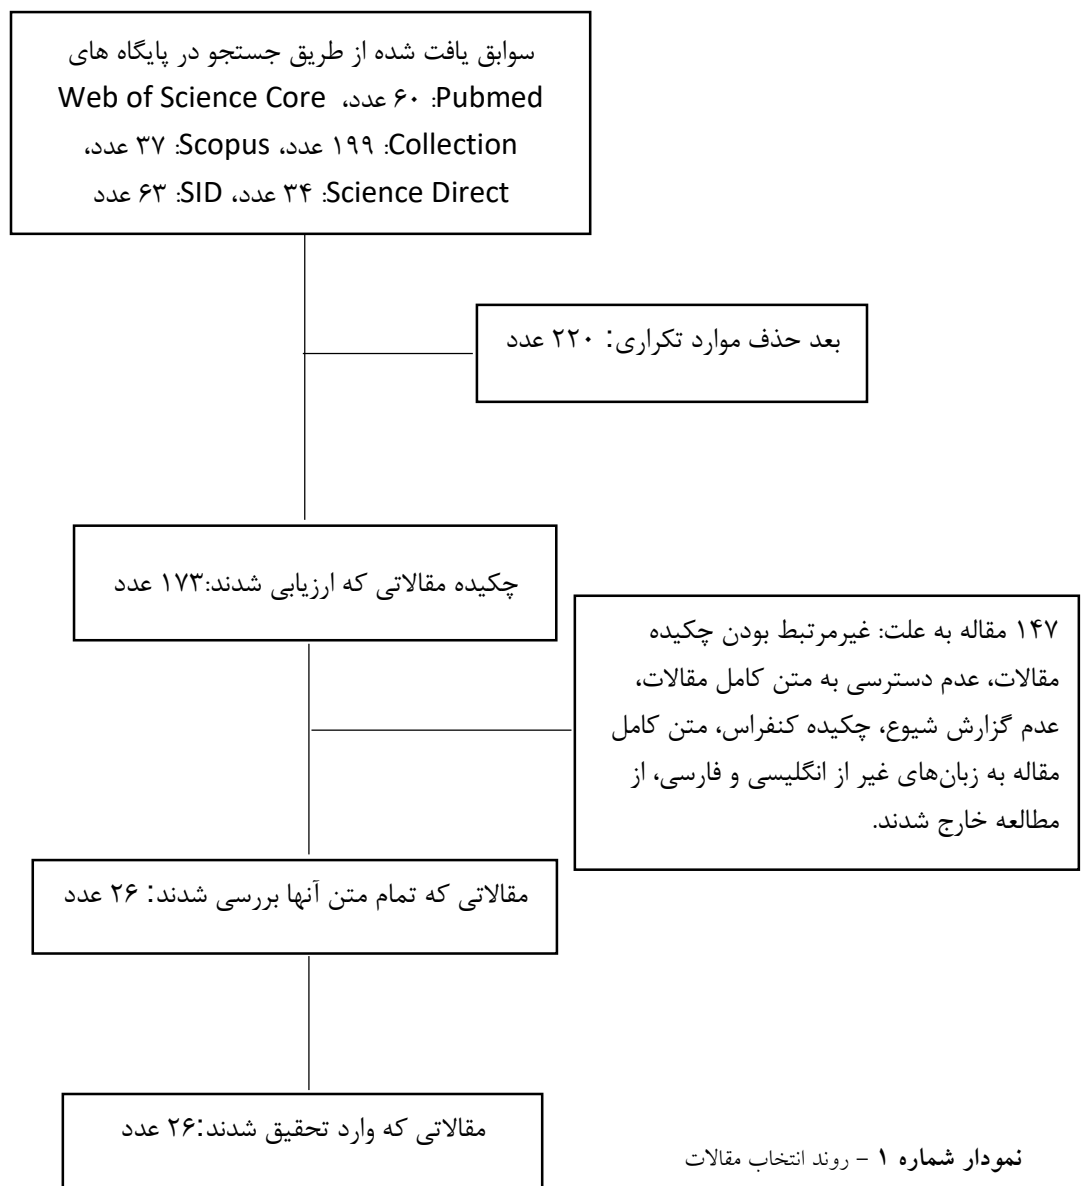 سوابق یافت شده از طریق جستجو در پایگاه های
Pubmed: ۶۰ عدد، Web of Science Core
Collection: ۱۹۹ عدد، Scopus: ۳۷ عدد،
Science Direct: ۳۴ عدد، SID: ۶۳ عدد
بعد حذف موارد تکراری: ۲۲۰ عدد
چکیده مقالاتی که ارزیابی شدند:۱۷۳ عدد
۱۴۷ مقاله به علت: غیرمرتبط بودن چکیده
مقالات، عدم دسترسی به متن کامل مقالات،
عدم گزارش شیوع، چکیده کنفراس، متن کامل
مقاله به زبان‌های غیر از انگلیسی و فارسی، از
مطالعه خارج شدند.
مقالاتی که تمام متن آنها بررسی شدند: ۲۶ عدد
مقالاتی که وارد تحقیق شدند:۲۶ عدد
نمودار شماره ۱ – روند انتخاب مقالات